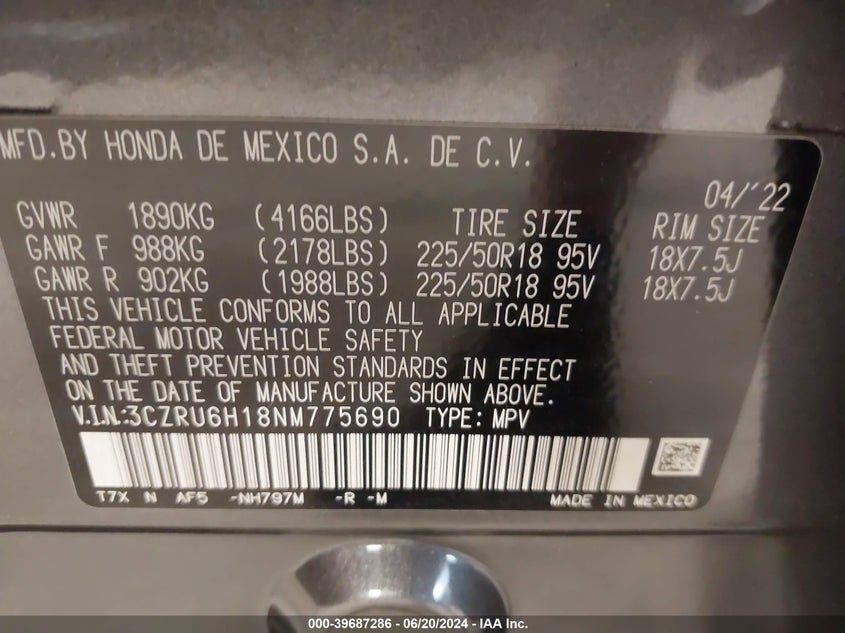 MFD.BY HONDA DE MEXICO S.A. DE C.V.
04/'22
GVWR 1890KG (4166LBS) TIRE SIZE RIM SIZE
GAWR F 988KG (2178LBS) 225/50R18 95V 18X7.5J
GAWR R 902KG (1988LBS) 225/50R18 95V 18X7.5J
THIS VEHICLE CONFORMS TO ALL APPLICABLE
FEDERAL MOTOR VEHICLE SAFETY
AND THEFT PREVENTION STANDARDS IN EFFECT
ON THE DATE OF MANUFACTURE SHOWN ABOVE.
V.I.N.:3CZRU6H18NM775690 TYPE: MPV
T7X N AF5 -NH797M -R -M MADE IN MEXICO
000-39687286 - 06/20/2024 - IAA Inc.